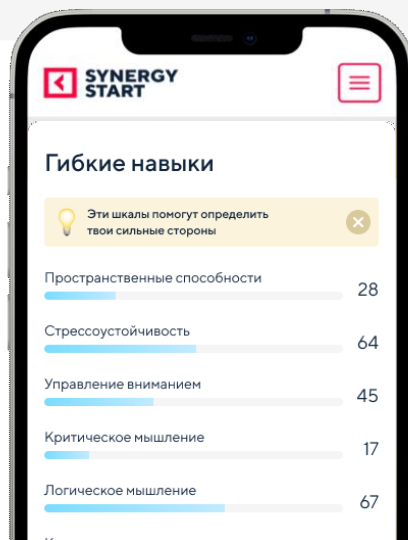 SYNERGY
START
Гибкие навыки
Эти шкалы помогут определить
твои сильные стороны
Пространственные способности
28
Стрессоустойчивость
64
Управление вниманием
45
Критическое мышление
17
Логическое мышление
67